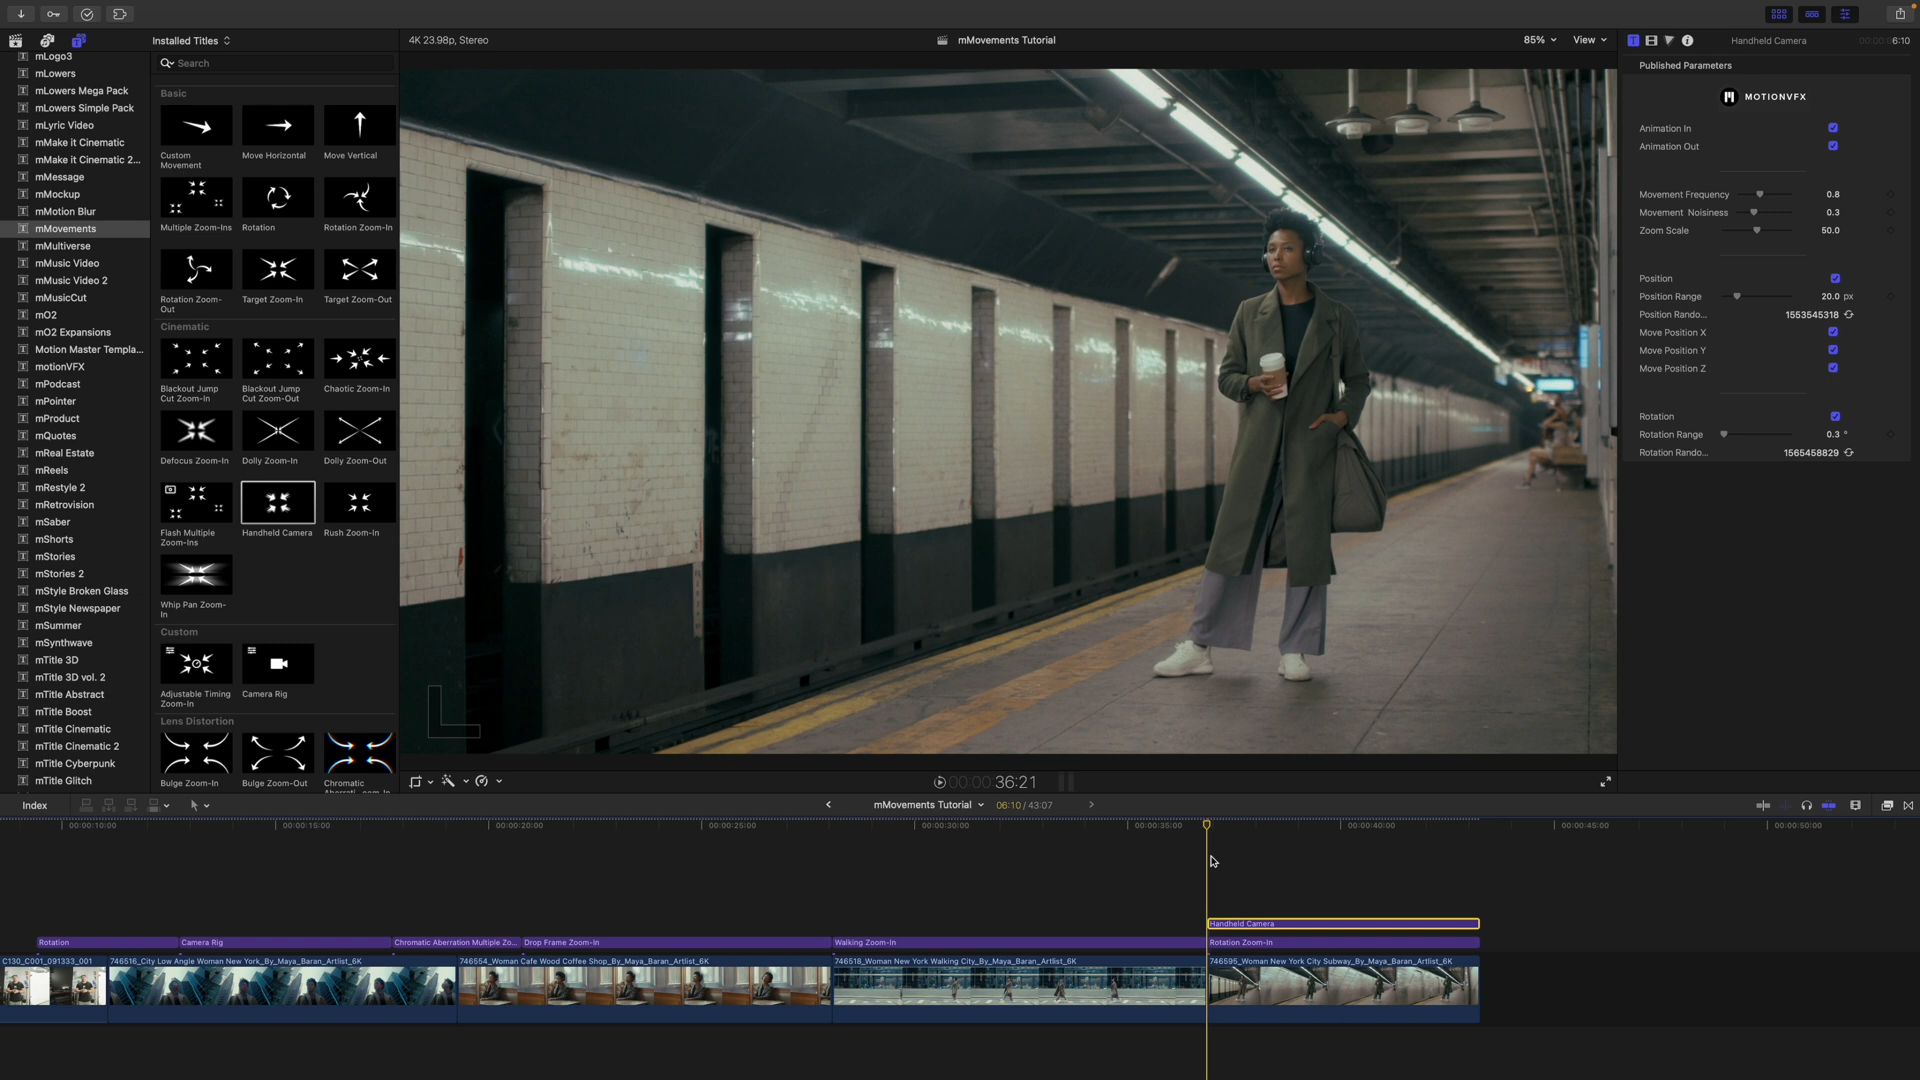 Installed Titles
4K 23.98p, Stereo
mMovements Tutorial
85%
View
Handheld Camera
6:10
mLogo3
mLowers
mLowers Mega Pack
mLowers Simple Pack
mLyric Video
mMake it Cinematic
mMake it Cinematic 2...
mMessage
mMockup
mMotion Blur
mMovements
mMultiverse
mMusic Video
mMusic Video 2
mMusicCut
mO2
mO2 Expansions
Motion Master Templa...
motionVFX
mPodcast
mPointer
mProduct
mQuotes
mReal Estate
mReels
mRestyle 2
mRetrovision
mSaber
mShorts
mStories
mStories 2
mStyle Broken Glass
mStyle Newspaper
mSummer
mSynthwave
mTitle 3D
mTitle 3D vol. 2
mTitle Abstract
mTitle Boost
mTitle Cinematic
mTitle Cinematic 2
mTitle Cyberpunk
mTitle Glitch
Search
Basic
Custom
Movement
Move Horizontal
Move Vertical
Multiple Zoom-Ins
Rotation
Rotation Zoom-In
Rotation Zoom-
Out
Target Zoom-In
Target Zoom-Out
Cinematic
Blackout Jump
Cut Zoom-In
Blackout Jump
Cut Zoom-Out
Chaotic Zoom-In
Defocus Zoom-In
Dolly Zoom-In
Dolly Zoom-Out
Flash Multiple
Zoom-Ins
Handheld Camera
Rush Zoom-In
Whip Pan Zoom-
In
Custom
Adjustable Timing
Zoom-In
Camera Rig
Lens Distortion
Bulge Zoom-In
Bulge Zoom-Out
Chromatic
Published Parameters
MOTIONVFX
Animation In
Animation Out
Movement Frequency 0.8
Movement Noisiness 0.3
Zoom Scale 50.0
Position
Position Range 20.0 px
Position Rando... 1553545318
Move Position X
Move Position Y
Move Position Z
Rotation
Rotation Range 0.3 °
Rotation Rando... 1565458829
00:00:36:21
Index
mMovements Tutorial
06:10 / 43:07
00:00:10:00
00:00:15:00
00:00:20:00
00:00:25:00
00:00:30:00
00:00:35:00
00:00:40:00
00:00:45:00
00:00:50:00
Handheld Camera
Rotation
Camera Rig
Chromatic Aberration Multiple Zo...
Drop Frame Zoom-In
Walking Zoom-In
Rotation Zoom-In
C130_C001_091333_001
746516_City Low Angle Woman New York_By_Maya_Baran_Artlist_6K
746554_Woman Cafe Wood Coffee Shop_By_Maya_Baran_Artlist_6K
746518_Woman New York Walking City_By_Maya_Baran_Artlist_6K
746595_Woman New York City Subway_By_Maya_Baran_Artlist_6K